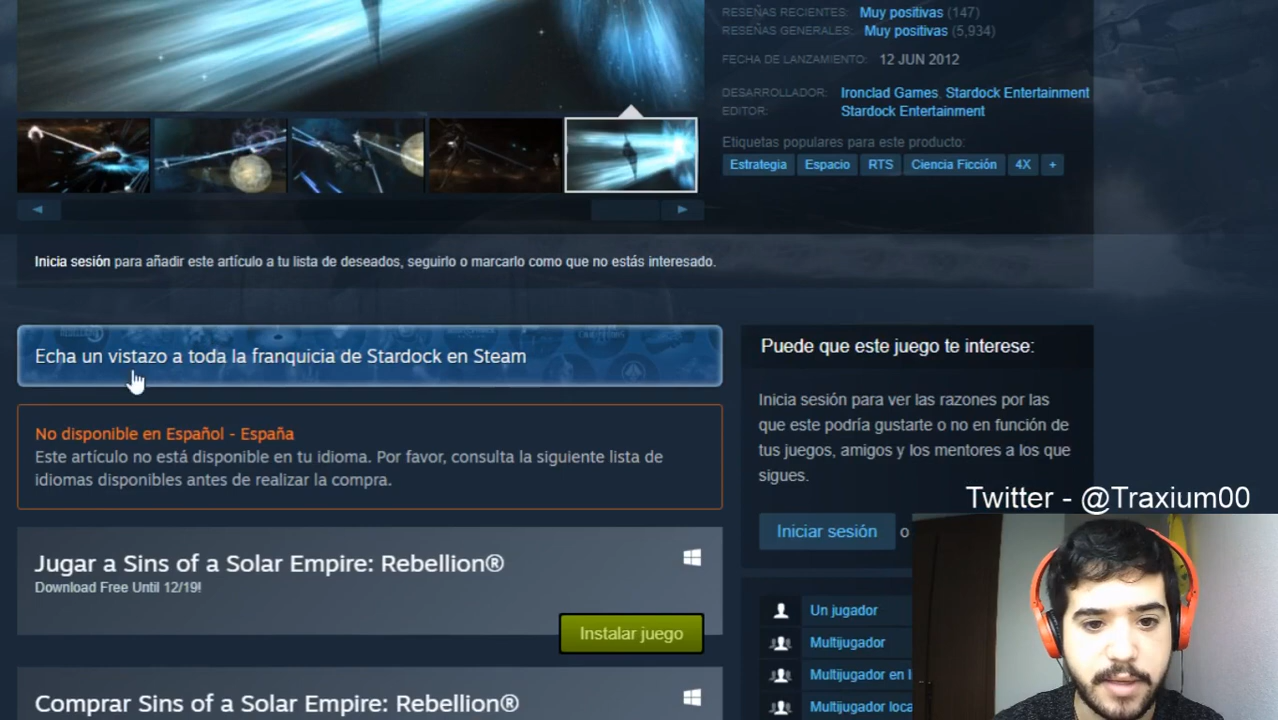 RESEÑAS RECIENTES: Muy positivas (147)
RESEÑAS GENERALES: Muy positivas (5,934)
FECHA DE LANZAMIENTO: 12 JUN 2012
DESARROLLADOR: Ironclad Games, Stardock Entertainment
EDITOR: Stardock Entertainment
Etiquetas populares para este producto:
Estrategia Espacio RTS Ciencia Ficción 4X +
Inicia sesión para añadir este artículo a tu lista de deseados, seguirlo o marcarlo como que no estás interesado.
Echa un vistazo a toda la franquicia de Stardock en Steam
No disponible en Español - España
Este artículo no está disponible en tu idioma. Por favor, consulta la siguiente lista de
idiomas disponibles antes de realizar la compra.
Jugar a Sins of a Solar Empire: Rebellion®
Download Free Until 12/19!
Instalar juego
Comprar Sins of a Solar Empire: Rebellion®
Puede que este juego te interese:
Inicia sesión para ver las razones por las
que este podría gustarte o no en función de
tus juegos, amigos y los mentores a los que
sigues.
Iniciar sesión o
Un jugador
Multijugador
Multijugador en
Multijugador loca
Twitter - @Traxium00